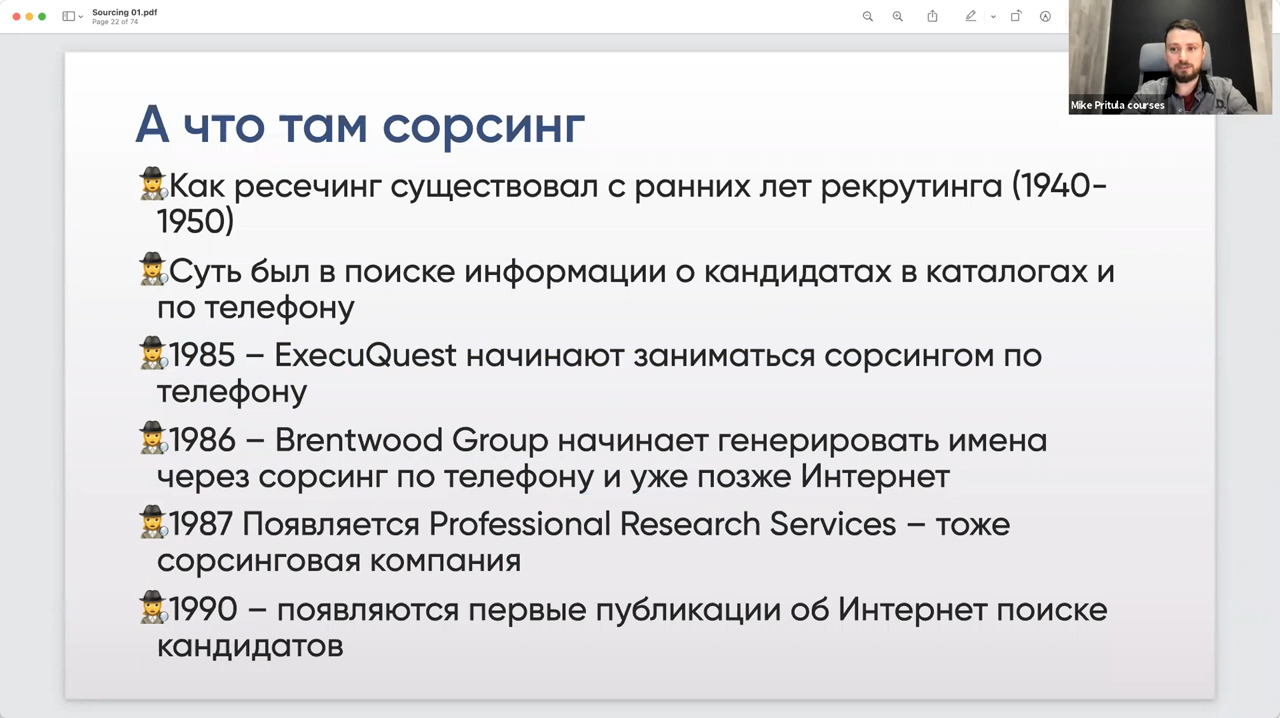 Sourcing 01.pdf
Page 22 of 74
Mike Pritula courses
А что там сорсинг
Как ресечинг существовал с ранних лет рекрутинга (1940-
1950)
Суть был в поиске информации о кандидатах в каталогах и
по телефону
1985 – ExecuQuest начинают заниматься сорсингом по
телефону
1986 – Brentwood Group начинает генерировать имена
через сорсинг по телефону и уже позже Интернет
1987 Появляется Professional Research Services – тоже
сорсинговая компания
1990 – появляются первые публикации об Интернет поиске
кандидатов